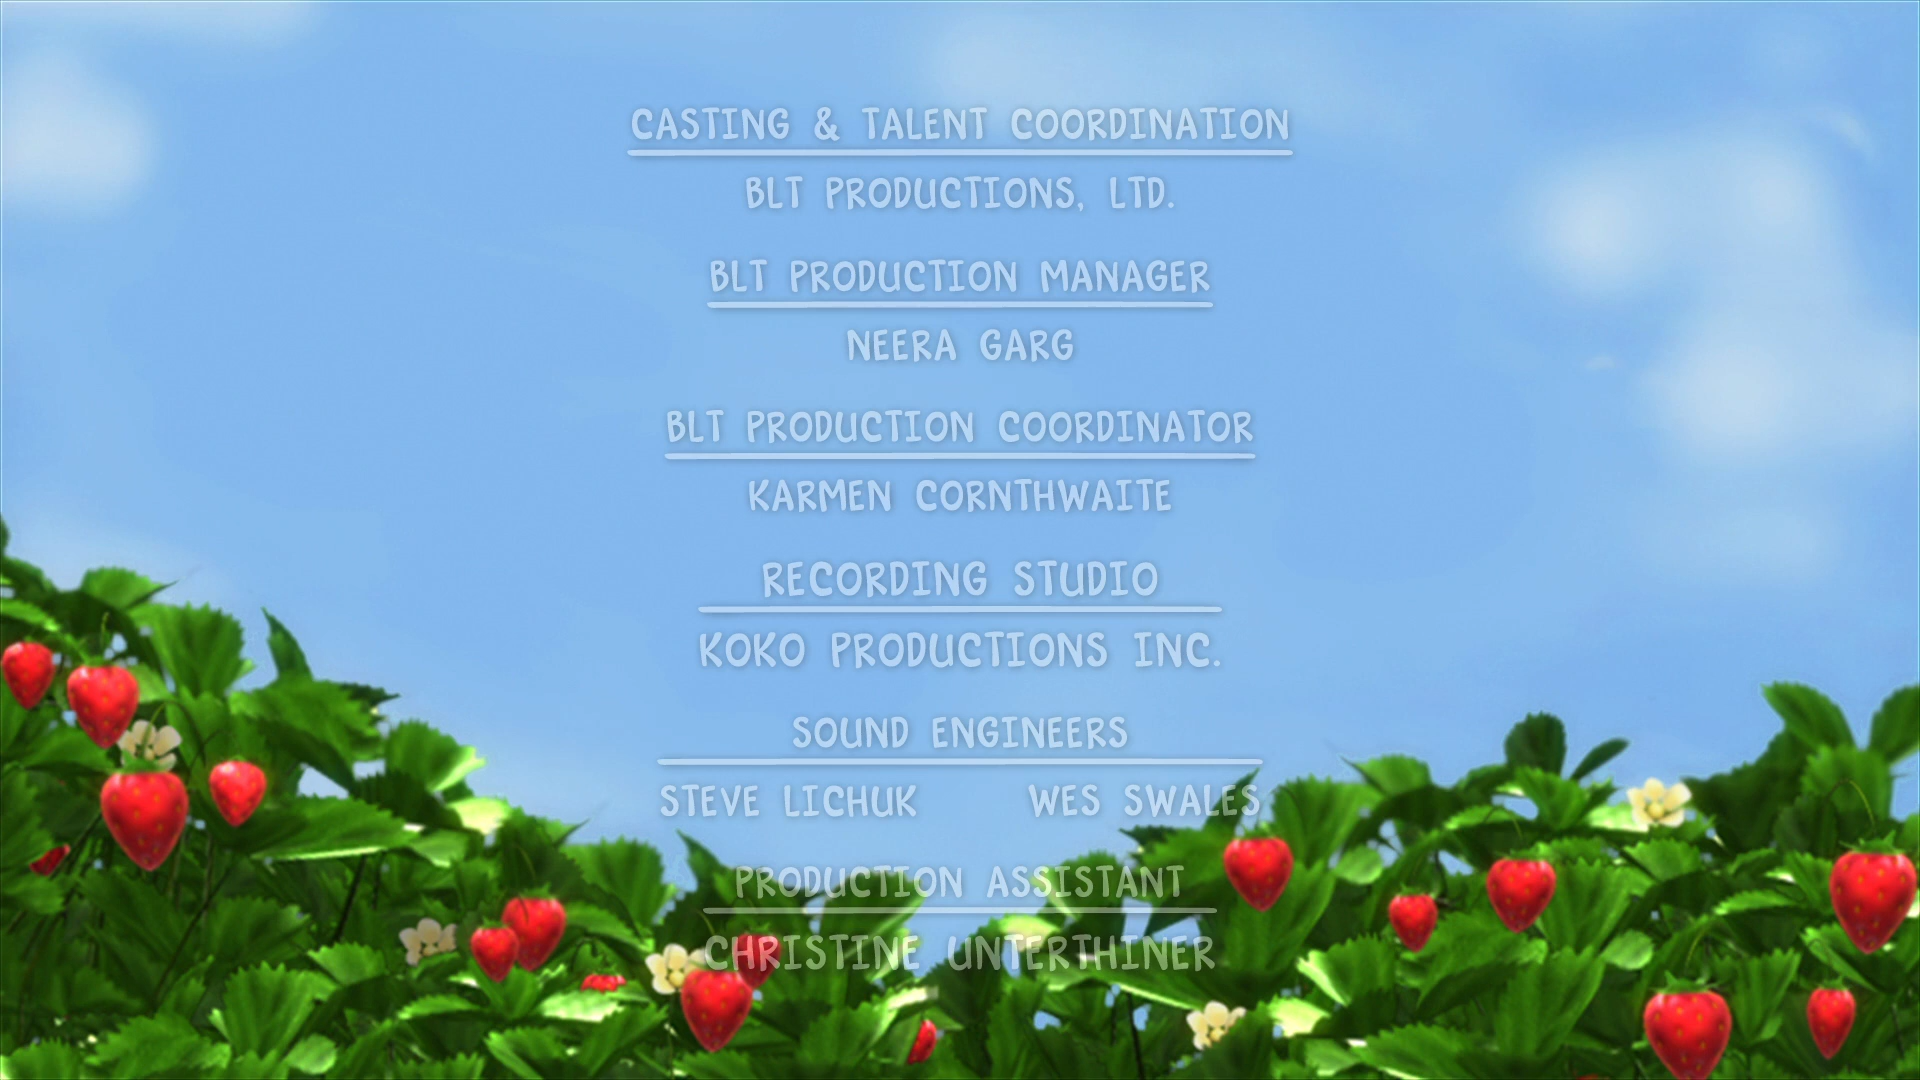 CASTING & TALENT COORDINATION
BLT PRODUCTIONS, LTD.
BLT PRODUCTION MANAGER
NEERA GARG
BLT PRODUCTION COORDINATOR
KARMEN CORNTHWAITE
RECORDING STUDIO
KOKO PRODUCTIONS INC.
SOUND ENGINEERS
STEVE LICHUK WES SWALES
PRODUCTION ASSISTANT
CHRISTINE UNTERTHINER